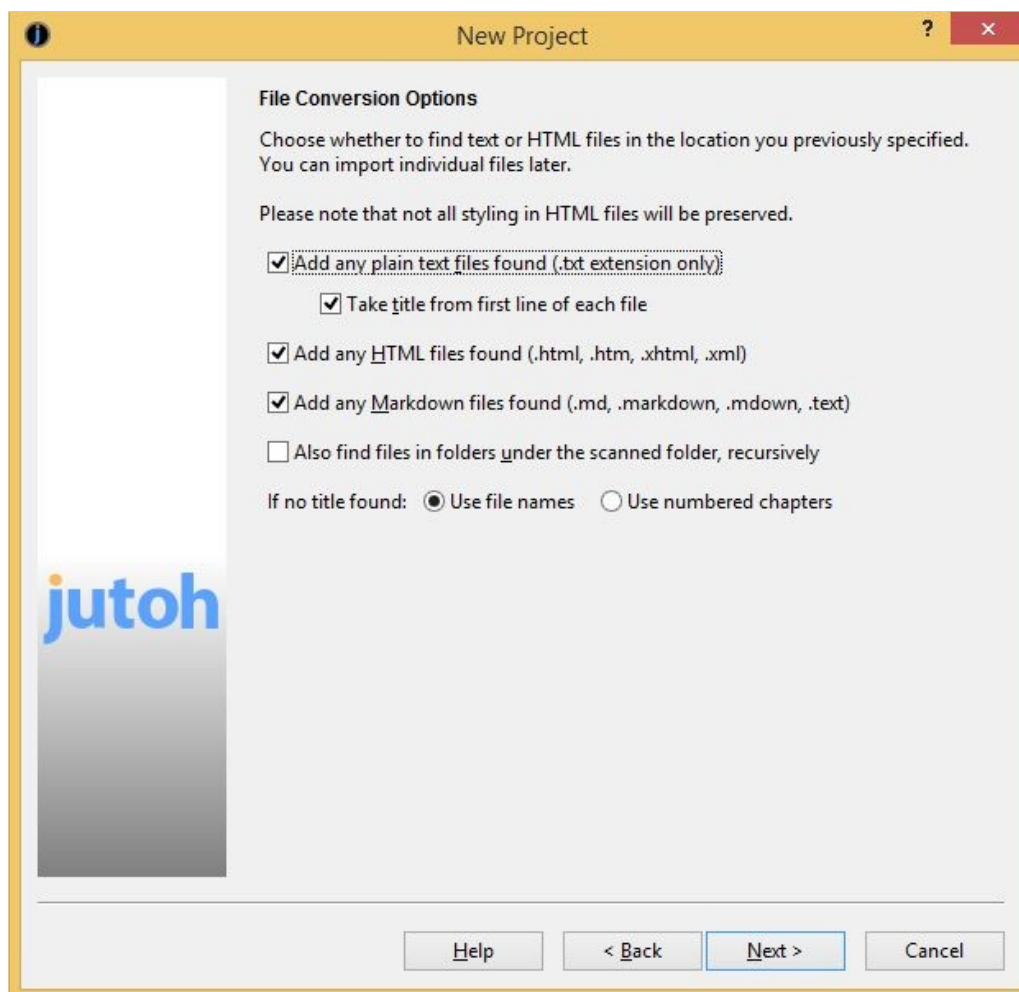 New Project
?
File Conversion Options
Choose whether to find text or HTML files in the location you previously specified.
You can import individual files later.
Please note that not all styling in HTML files will be preserved.
Add any plain text files found (.txt extension only)
Take title from first line of each file
Add any HTML files found (.html, .htm, .xhtml, .xml)
Add any Markdown files found (.md, .markdown, .mdown, .text)
Also find files in folders under the scanned folder, recursively
If no title found: Use file names Use numbered chapters
jutoh
Help < Back Next > Cancel